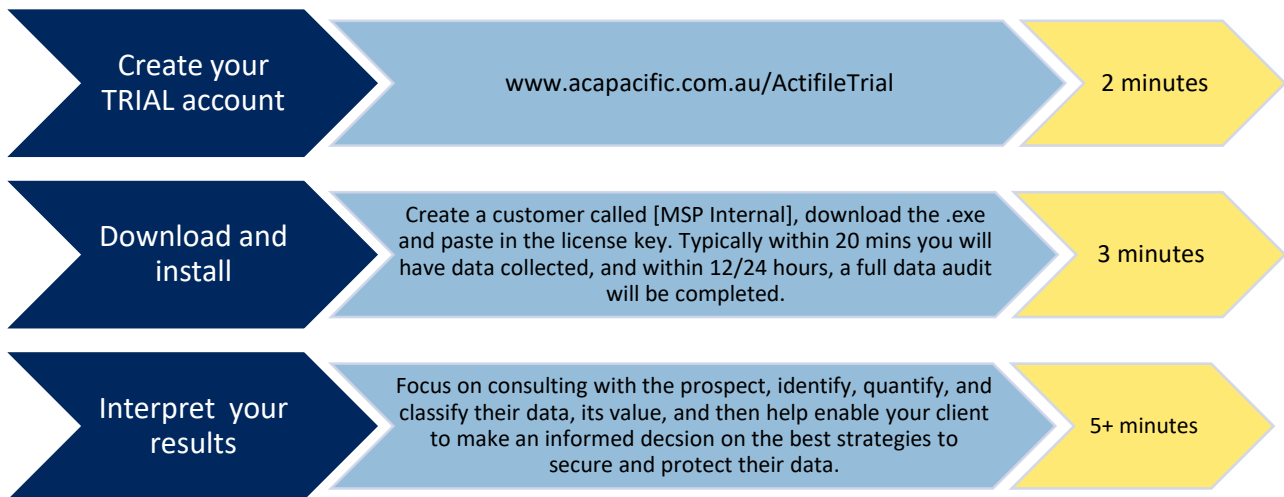 Create your
TRIAL account
www.acapacific.com.au/ActifileTrial
2 minutes
Download and
install
Create a customer called [MSP Internal], download the .exe
and paste in the license key. Typically within 20 mins you will
have data collected, and within 12/24 hours, a full data audit
will be completed.
3 minutes
Interpret your
results
Focus on consulting with the prospect, identify, quantify, and
classify their data, its value, and then help enable your client
to make an informed decsion on the best strategies to
secure and protect their data.
5+ minutes